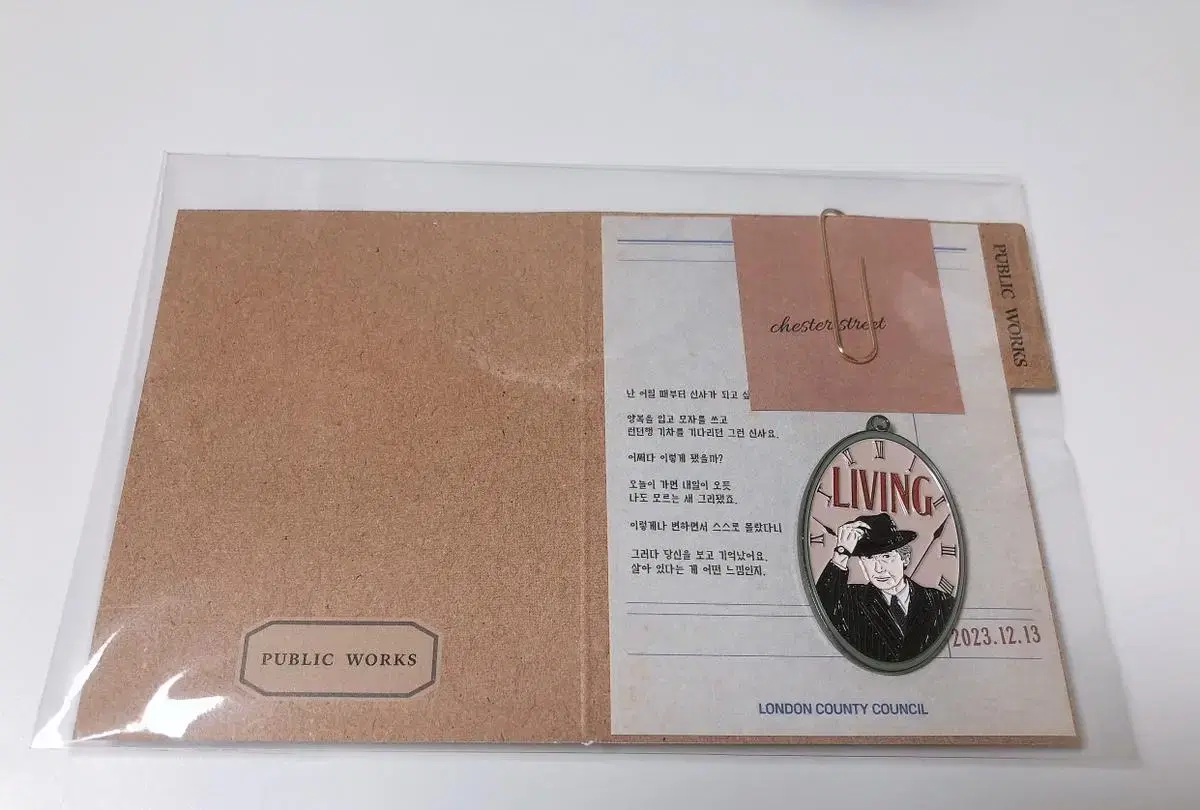 PUBLIC WORKS
PUBLIC WORKS
chester street
난 어릴 때부터 신사가 되고
양복을 입고 모자를 쓰고
런던행 기차를 기다리던 그런 신사요.
어쩌다 이렇게 됐을까?
오늘이 가면 내일이 오듯
나도 모르는 새 그리됐죠.
이렇게나 변하면서 스스로 몰랐다니
그러다 당신을 보고 기억났어요.
살아 있다는 게 어떤 느낌인지.
XII
I
LIVING
III
IIII
2023.12.13
LONDON COUNTY COUNCIL